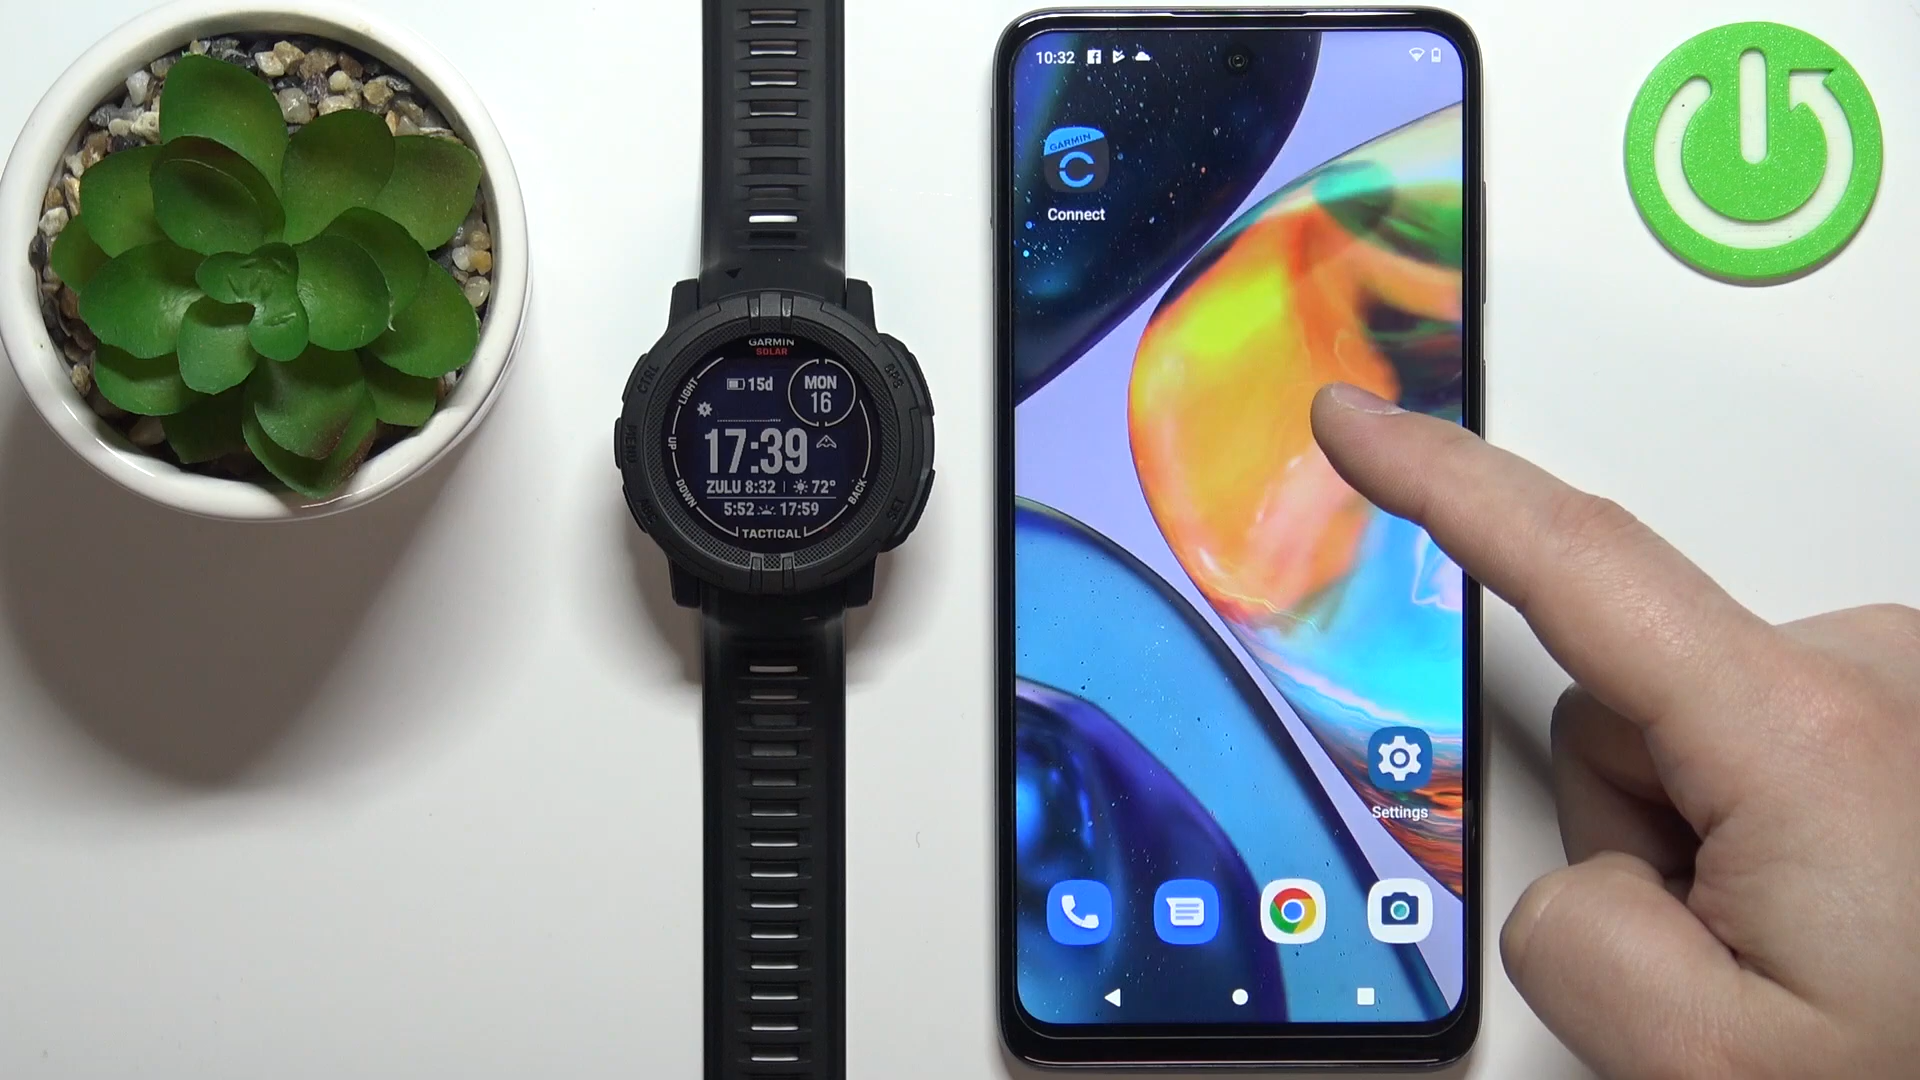 GARMIN
SOLAR
CTRL
GPS
MENU
ABC
SET
LIGHT
UP
DOWN
BACK
15d
MON
16
17:39
ZULU 8:32 72°
5:52 17:59
TACTICAL
10:32
GARMIN
Connect
Settings